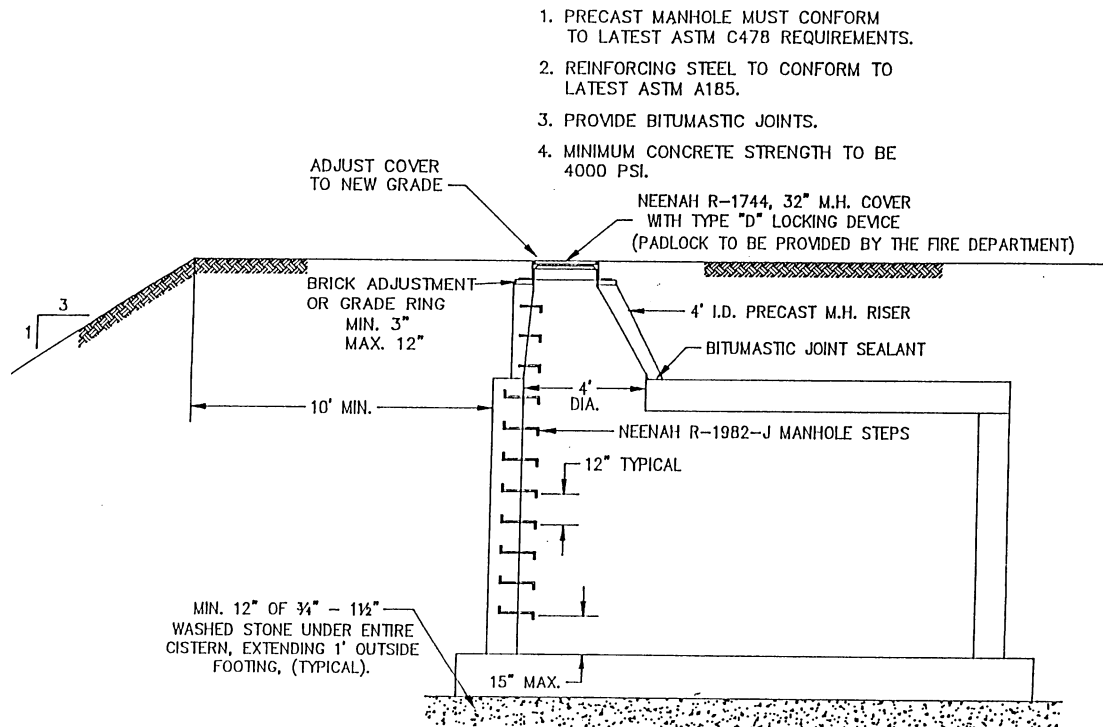 1. PRECAST MANHOLE MUST CONFORM
TO LATEST ASTM C478 REQUIREMENTS.
2. REINFORCING STEEL TO CONFORM TO
LATEST ASTM A185.
3. PROVIDE BITUMASTIC JOINTS.
4. MINIMUM CONCRETE STRENGTH TO BE
4000 PSI.
ADJUST COVER
TO NEW GRADE
NEENAH R-1744, 32" M.H. COVER
WITH TYPE "D" LOCKING DEVICE
(PADLOCK TO BE PROVIDED BY THE FIRE DEPARTMENT)
BRICK ADJUSTMENT
OR GRADE RING
MIN. 3"
MAX. 12"
3
1
4' I.D. PRECAST M.H. RISER
BITUMASTIC JOINT SEALANT
10' MIN.
4'
DIA.
NEENAH R-1982-J MANHOLE STEPS
12" TYPICAL
MIN. 12" OF ¾" - 1½"
WASHED STONE UNDER ENTIRE
CISTERN, EXTENDING 1' OUTSIDE
FOOTING, (TYPICAL).
15" MAX.